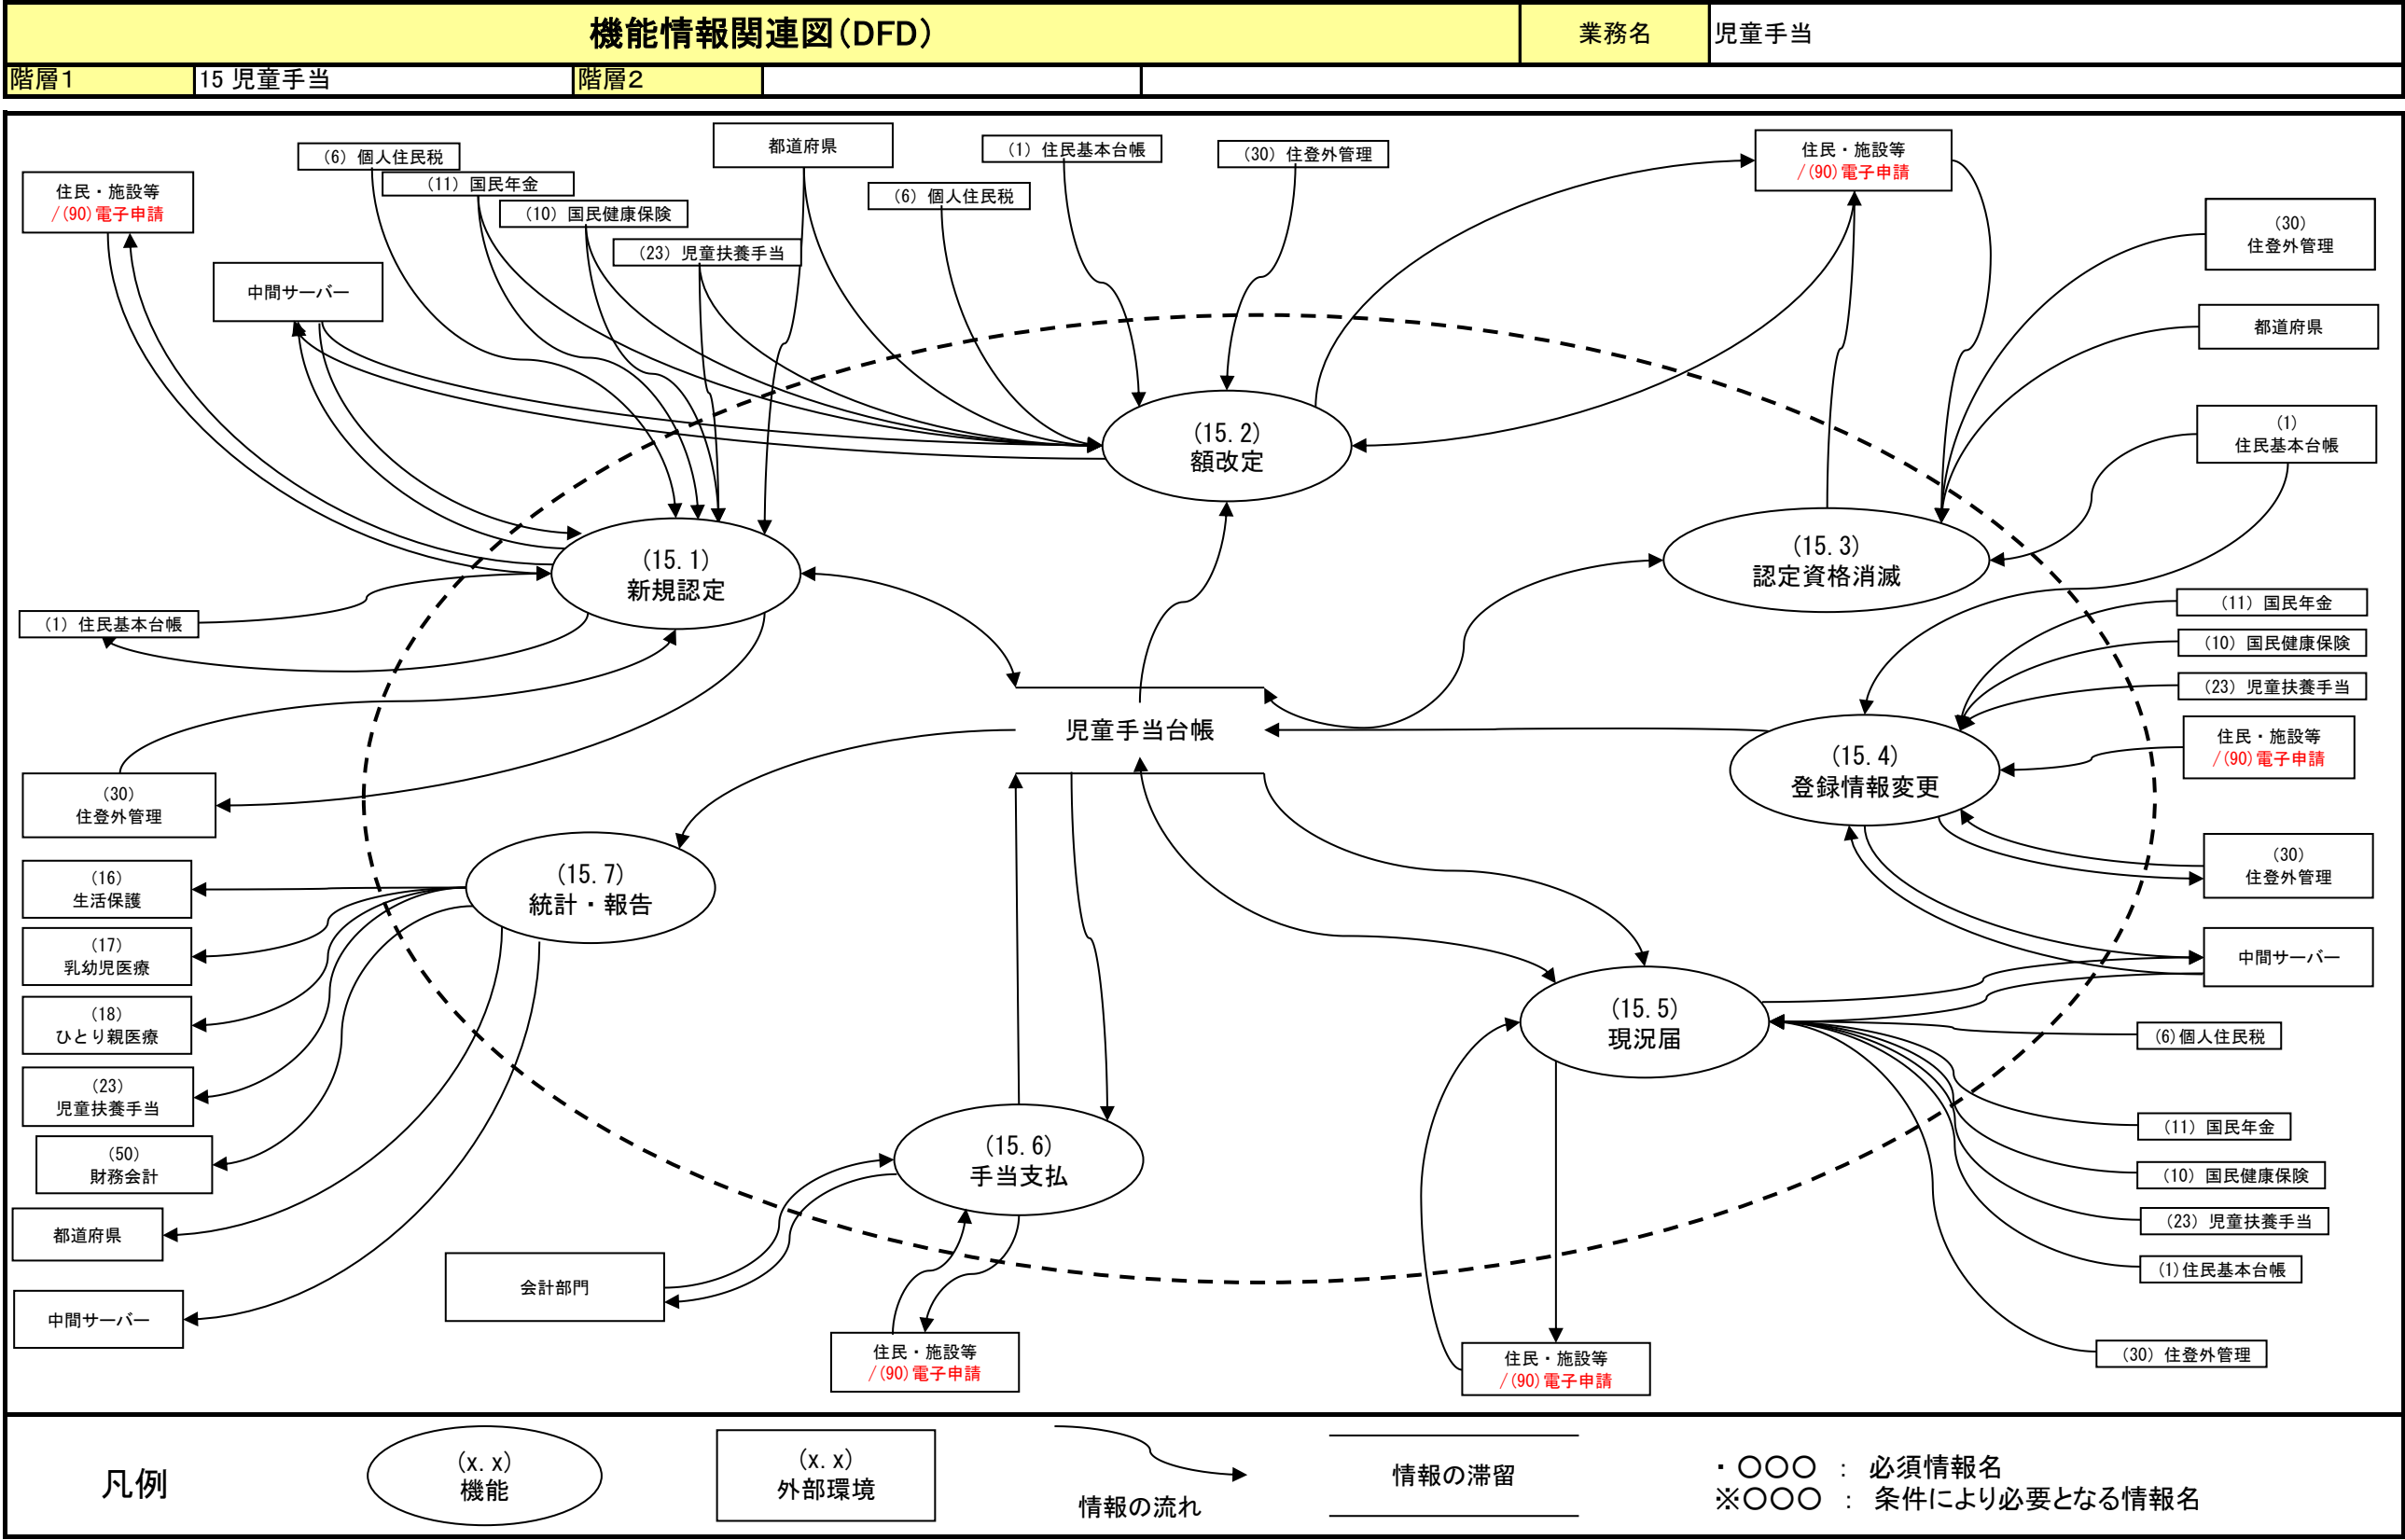 機能情報関連図（DFD）
業務名
児童手当
階層１
15 児童手当
階層２
住民・施設等
/(90)電子申請
中間サーバー
(6) 個人住民税
(11) 国民年金
(10) 国民健康保険
(23) 児童扶養手当
都道府県
(6) 個人住民税
(1) 住民基本台帳
(30) 住登外管理
住民・施設等
/(90)電子申請
(30)
住登外管理
都道府県
(1)
住民基本台帳
(15.1)
新規認定
(15.2)
額改定
(15.3)
認定資格消滅
(1) 住民基本台帳
(30)
住登外管理
児童手当台帳
(11) 国民年金
(10) 国民健康保険
(23) 児童扶養手当
住民・施設等
/(90)電子申請
(15.4)
登録情報変更
(30)
住登外管理
中間サーバー
(15.7)
統計・報告
(16)
生活保護
(17)
乳幼児医療
(18)
ひとり親医療
(23)
児童扶養手当
(50)
財務会計
都道府県
中間サーバー
(15.6)
手当支払
会計部門
住民・施設等
/(90)電子申請
(15.5)
現況届
住民・施設等
/(90)電子申請
(6)個人住民税
(11) 国民年金
(10) 国民健康保険
(23) 児童扶養手当
(1)住民基本台帳
(30) 住登外管理
凡例
(x.x)
機能
(x.x)
外部環境
情報の流れ
情報の滞留
・ 〇〇〇 ： 必須情報名
※〇〇〇 ： 条件により必要となる情報名